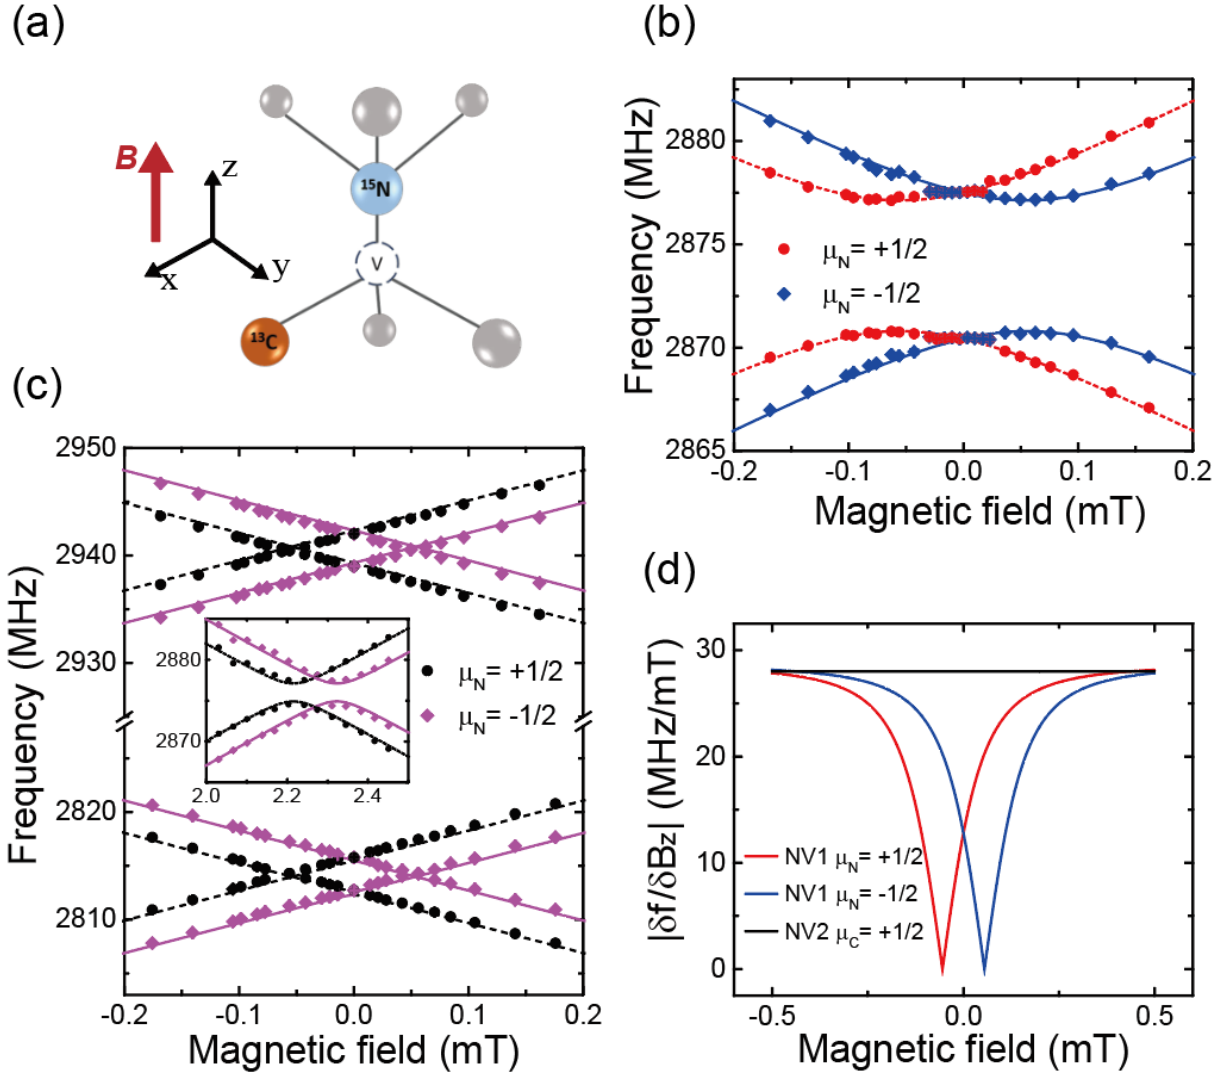 (a)
B
z
x
y
15N
V
13C
(b)
Frequency (MHz)
2880
2875
2870
2865
μN= +1/2
μN= -1/2
-0.2
-0.1
0.0
0.1
0.2
Magnetic field (mT)
(c)
Frequency (MHz)
2950
2940
2930
2820
2810
2880
2870
2.0
2.2
2.4
μN= +1/2
μN= -1/2
-0.2
-0.1
0.0
0.1
0.2
Magnetic field (mT)
(d)
|δf/δBz| (MHz/mT)
30
20
10
0
NV1 μN= +1/2
NV1 μN= -1/2
NV2 μC= +1/2
-0.5
0.0
0.5
Magnetic field (mT)